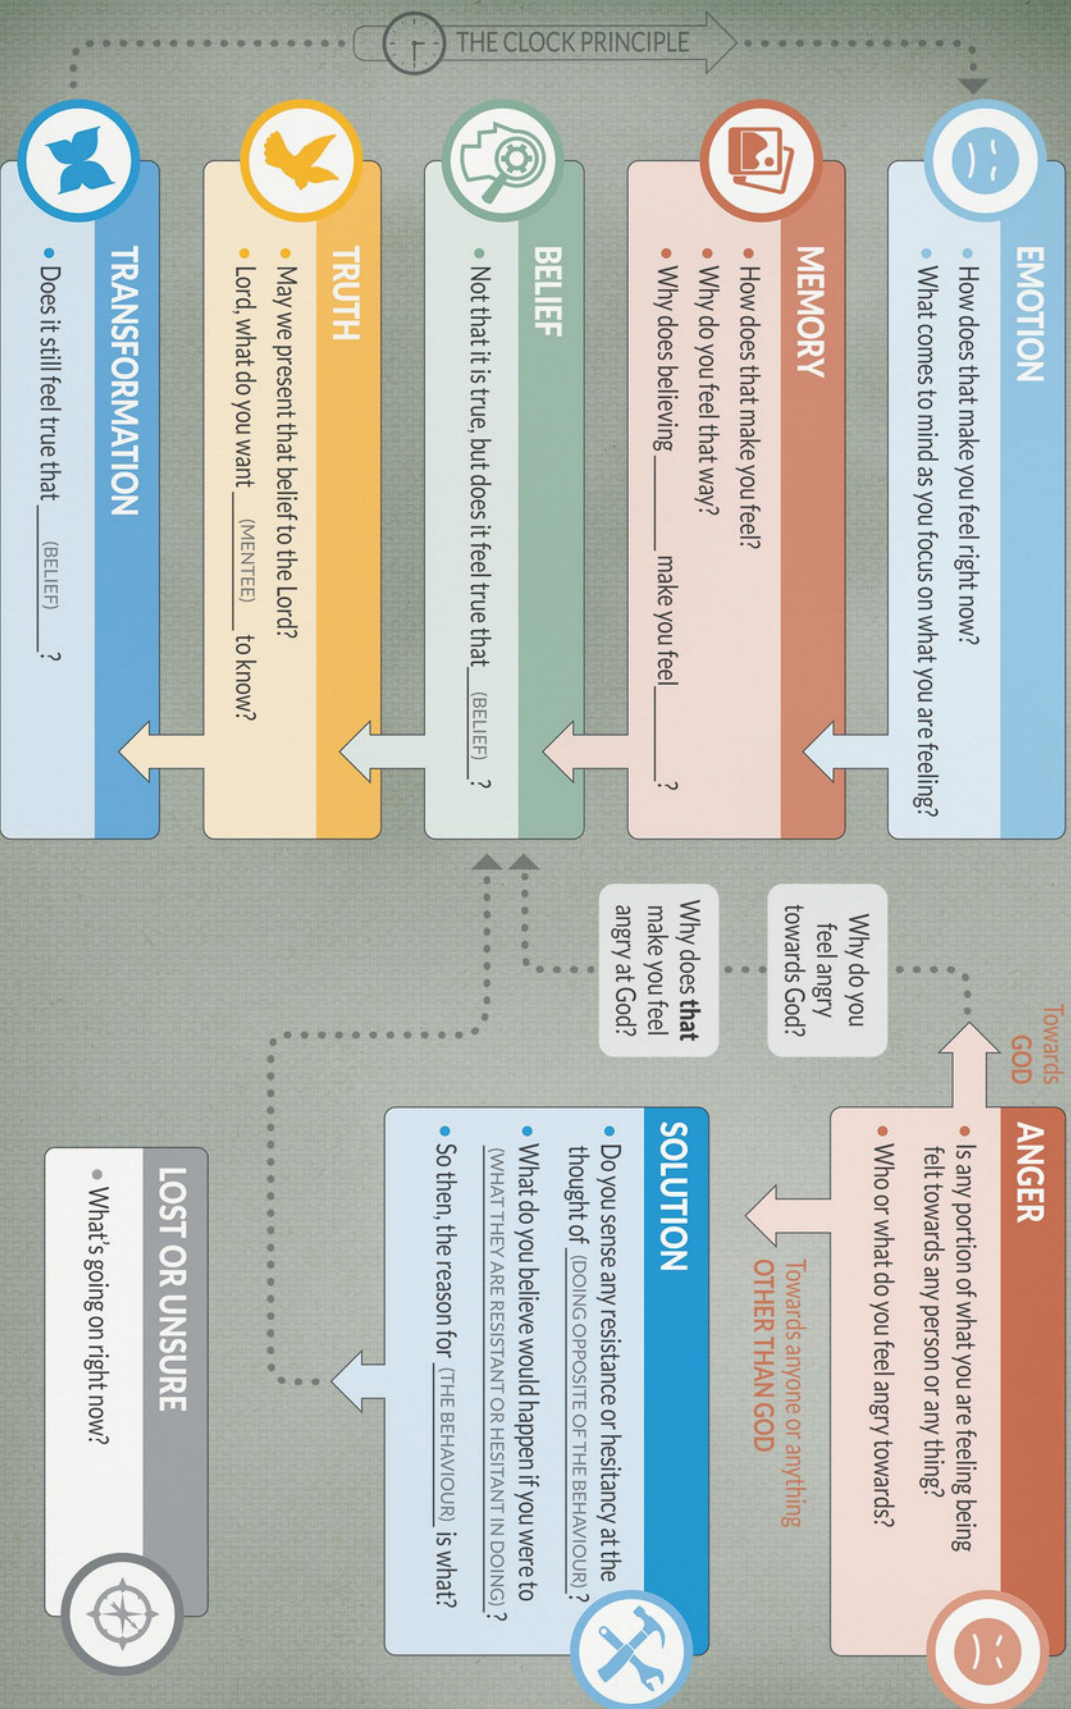 THE CLOCK PRINCIPLE
EMOTION
• How does that make you feel right now?
• What comes to mind as you focus on what you are feeling?
MEMORY
• How does that make you feel?
• Why do you feel that way?
• Why does believing ________ make you feel ________?
BELIEF
• Not that it is true, but does it feel true that (BELIEF)?
TRUTH
• May we present that belief to the Lord?
• Lord, what do you want (MENTEE) to know?
TRANSFORMATION
• Does it still feel true that (BELIEF)?
Towards
GOD
ANGER
• Is any portion of what you are feeling being
felt towards any person or any thing?
• Who or what do you feel angry towards?
Why do you
feel angry
towards God?
Why does that
make you feel
angry at God?
Towards anyone or anything
OTHER THAN GOD
SOLUTION
• Do you sense any resistance or hesitancy at the
thought of (DOING OPPOSITE OF THE BEHAVIOUR)?
• What do you believe would happen if you were to
(WHAT THEY ARE RESISTANT OR HESITANT IN DOING)?
• So then, the reason for (THE BEHAVIOUR) is what?
LOST OR UNSURE
• What's going on right now?